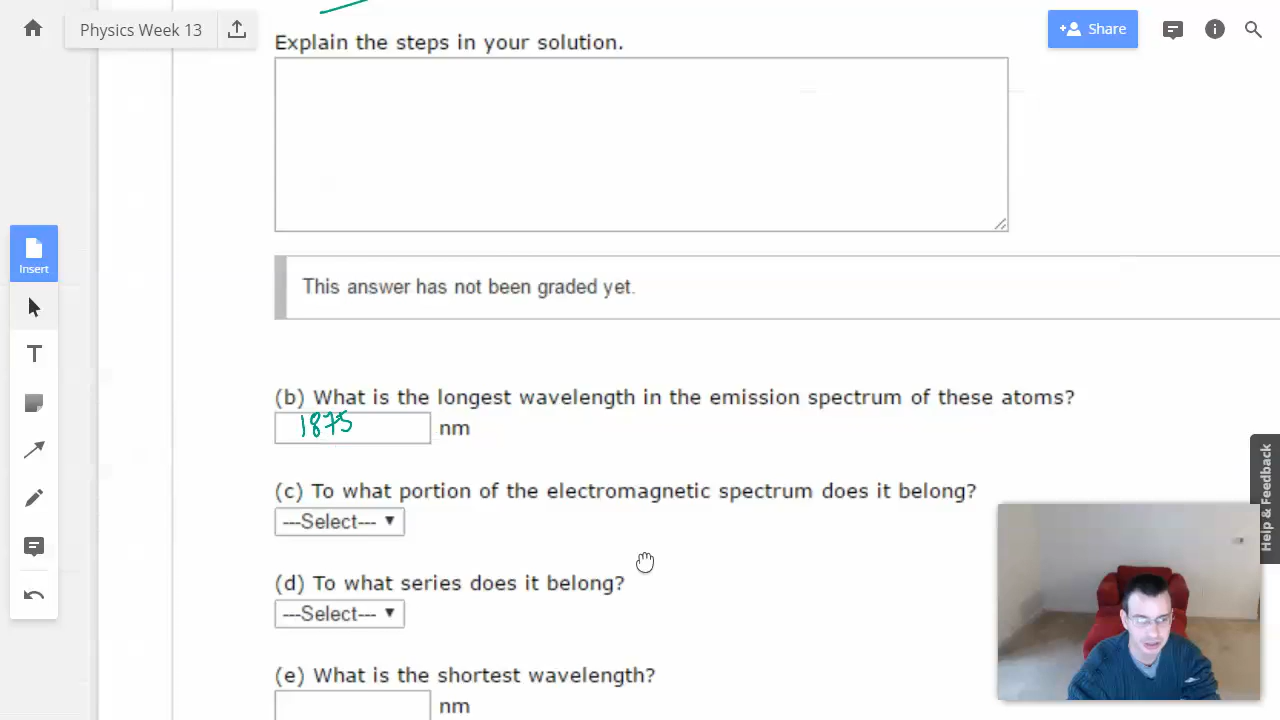 Physics Week 13
Share
Explain the steps in your solution.
Insert
This answer has not been graded yet.
(b) What is the longest wavelength in the emission spectrum of these atoms?
1875 nm
(c) To what portion of the electromagnetic spectrum does it belong?
---Select---
(d) To what series does it belong?
---Select---
(e) What is the shortest wavelength?
nm
Help & Feedback